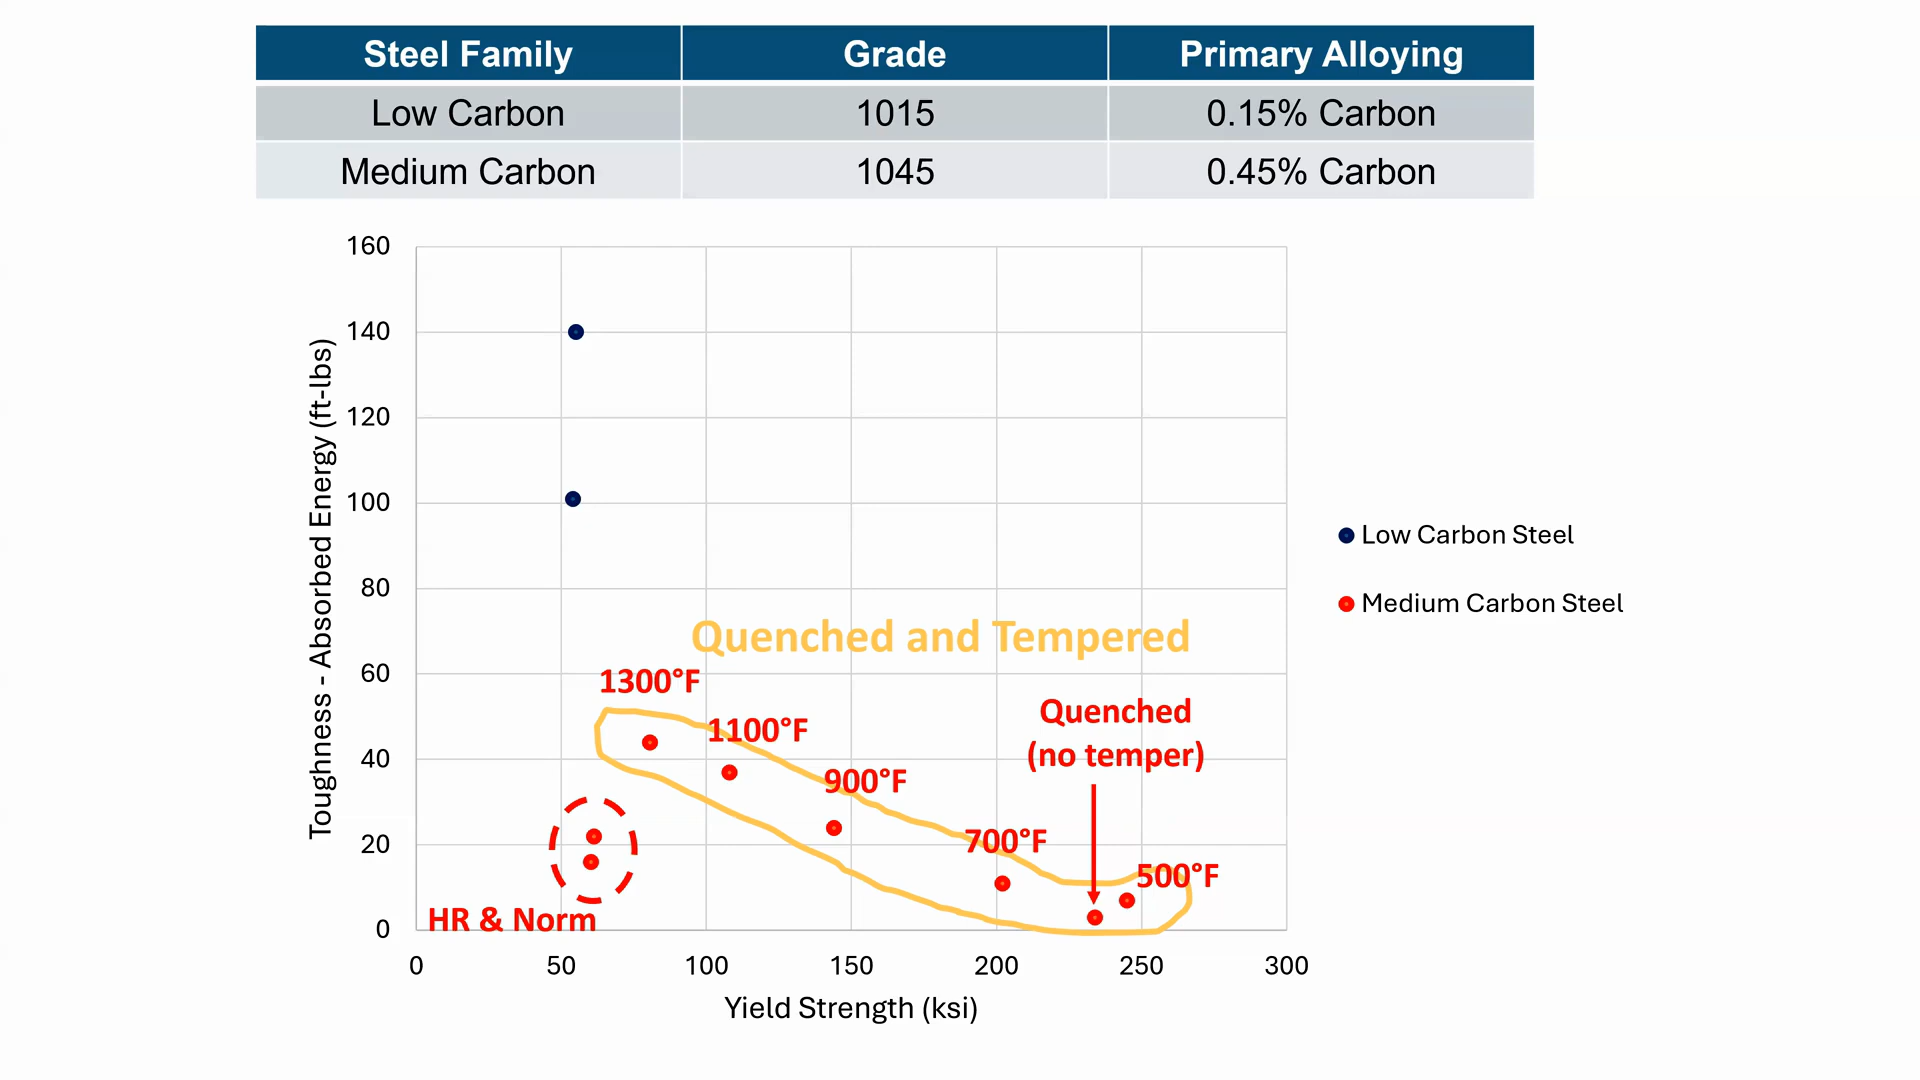 Steel Family Grade Primary Alloying
Low Carbon 1015 0.15% Carbon
Medium Carbon 1045 0.45% Carbon
160
140
120
100
80
60
40
20
0
Toughness - Absorbed Energy (ft-lbs)
Quenched and Tempered
1300°F
1100°F
900°F
700°F
Quenched
(no temper)
500°F
HR & Norm
0 50 100 150 200 250 300
Yield Strength (ksi)
Low Carbon Steel
Medium Carbon Steel